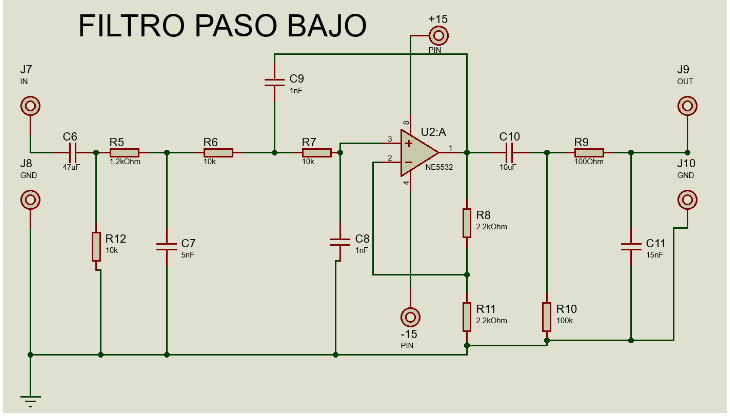 FILTRO PASO BAJO
+15
PIN
J7
IN
C9
1nF
J9
OUT
C6
47uF
R5
1.2kOhm
R6
10k
R7
10k
3
2
8
4
1
U2:A
NE5532
C10
10uF
R9
100Ohm
J8
GND
J10
GND
R12
10k
C7
5nF
C8
1nF
R8
2.2kOhm
C11
15nF
R11
2.2kOhm
R10
100k
-15
PIN